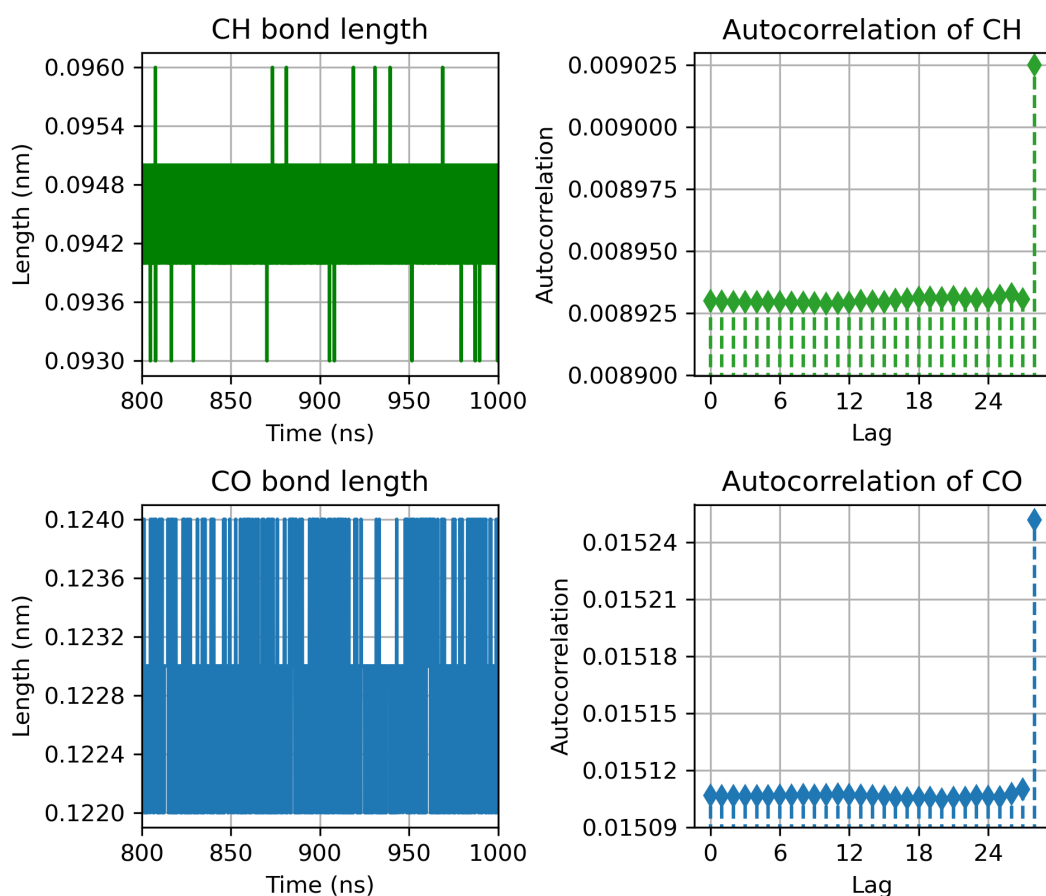 CH bond length
Length (nm)
0.0960
0.0954
0.0948
0.0942
0.0936
0.0930
800 850 900 950 1000
Time (ns)
Autocorrelation of CH
Autocorrelation
0.009025
0.009000
0.008975
0.008950
0.008925
0.008900
0 6 12 18 24
Lag
CO bond length
Length (nm)
0.1240
0.1236
0.1232
0.1228
0.1224
0.1220
800 850 900 950 1000
Time (ns)
Autocorrelation of CO
Autocorrelation
0.01524
0.01521
0.01518
0.01515
0.01512
0.01509
0 6 12 18 24
Lag